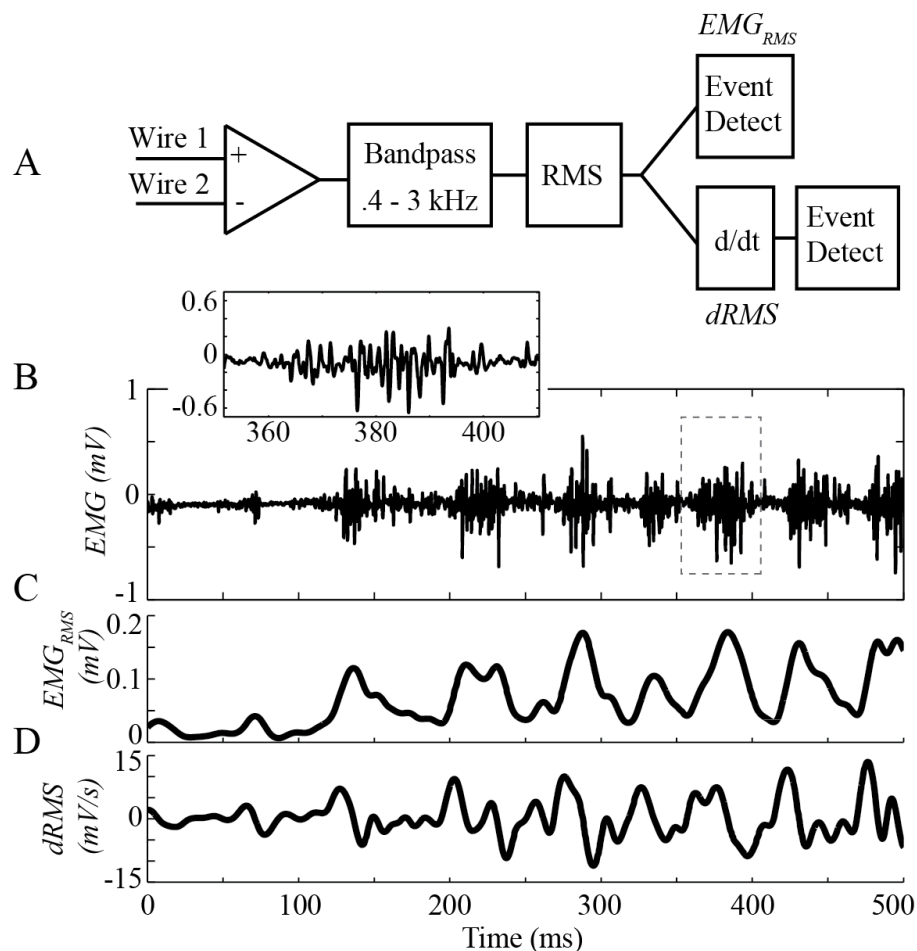 A
Wire 1
Wire 2
+
-
Bandpass
.4 - 3 kHz
RMS
EMG_RMS
Event
Detect
d/dt
dRMS
Event
Detect
B
0.6
0
-0.6
360 380 400
EMG (mV)
1
0
-1
C
EMG_RMS
(mV)
0.2
0.1
0
D
dRMS
(mV/s)
15
0
-15
0 100 200 300 400 500
Time (ms)